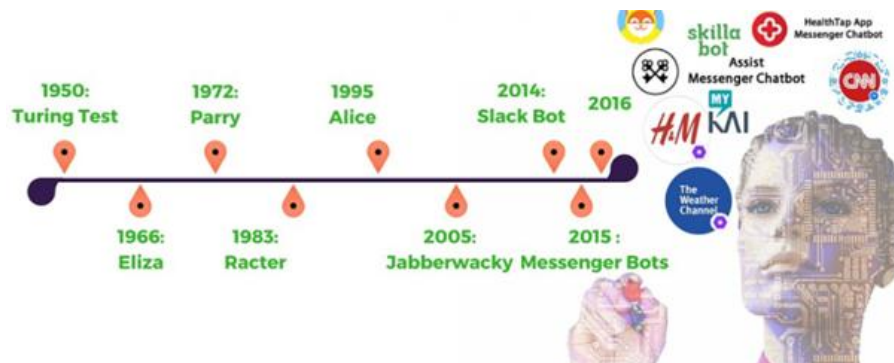 1950:
Turing Test
1972:
Parry
1995
Alice
2014:
Slack Bot
2016
1966:
Eliza
1983:
Racter
2005:
Jabberwacky
2015 :
Messenger Bots
skilla
bot
HealthTap App
Messenger Chatbot
Assist
Messenger Chatbot
CNN
H&M
MY
KAI
The
Weather
Channel